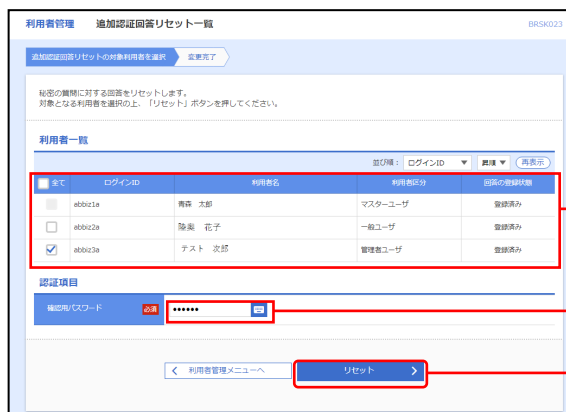 利用者管理 追加認証回答リセット一覧 BRSK023
追加認証回答リセットの対象利用者を選択 変更完了
秘密の質問に対する回答をリセットします。
対象となる利用者を選択の上、「リセット」ボタンを押してください。
利用者一覧
並び順： ログインID ▼ 昇順 ▼ 再表示
全て ログインID 利用者名 利用者区分 回答の登録状態
abbiz1a 青森 太郎 マスターユーザ 登録済み
abbiz2a 陸奥 花子 一般ユーザ 登録済み
abbiz3a テスト 次郎 管理者ユーザ 登録済み
認証項目
確認用パスワード 必須 ••••••
利用者管理メニューへ リセット